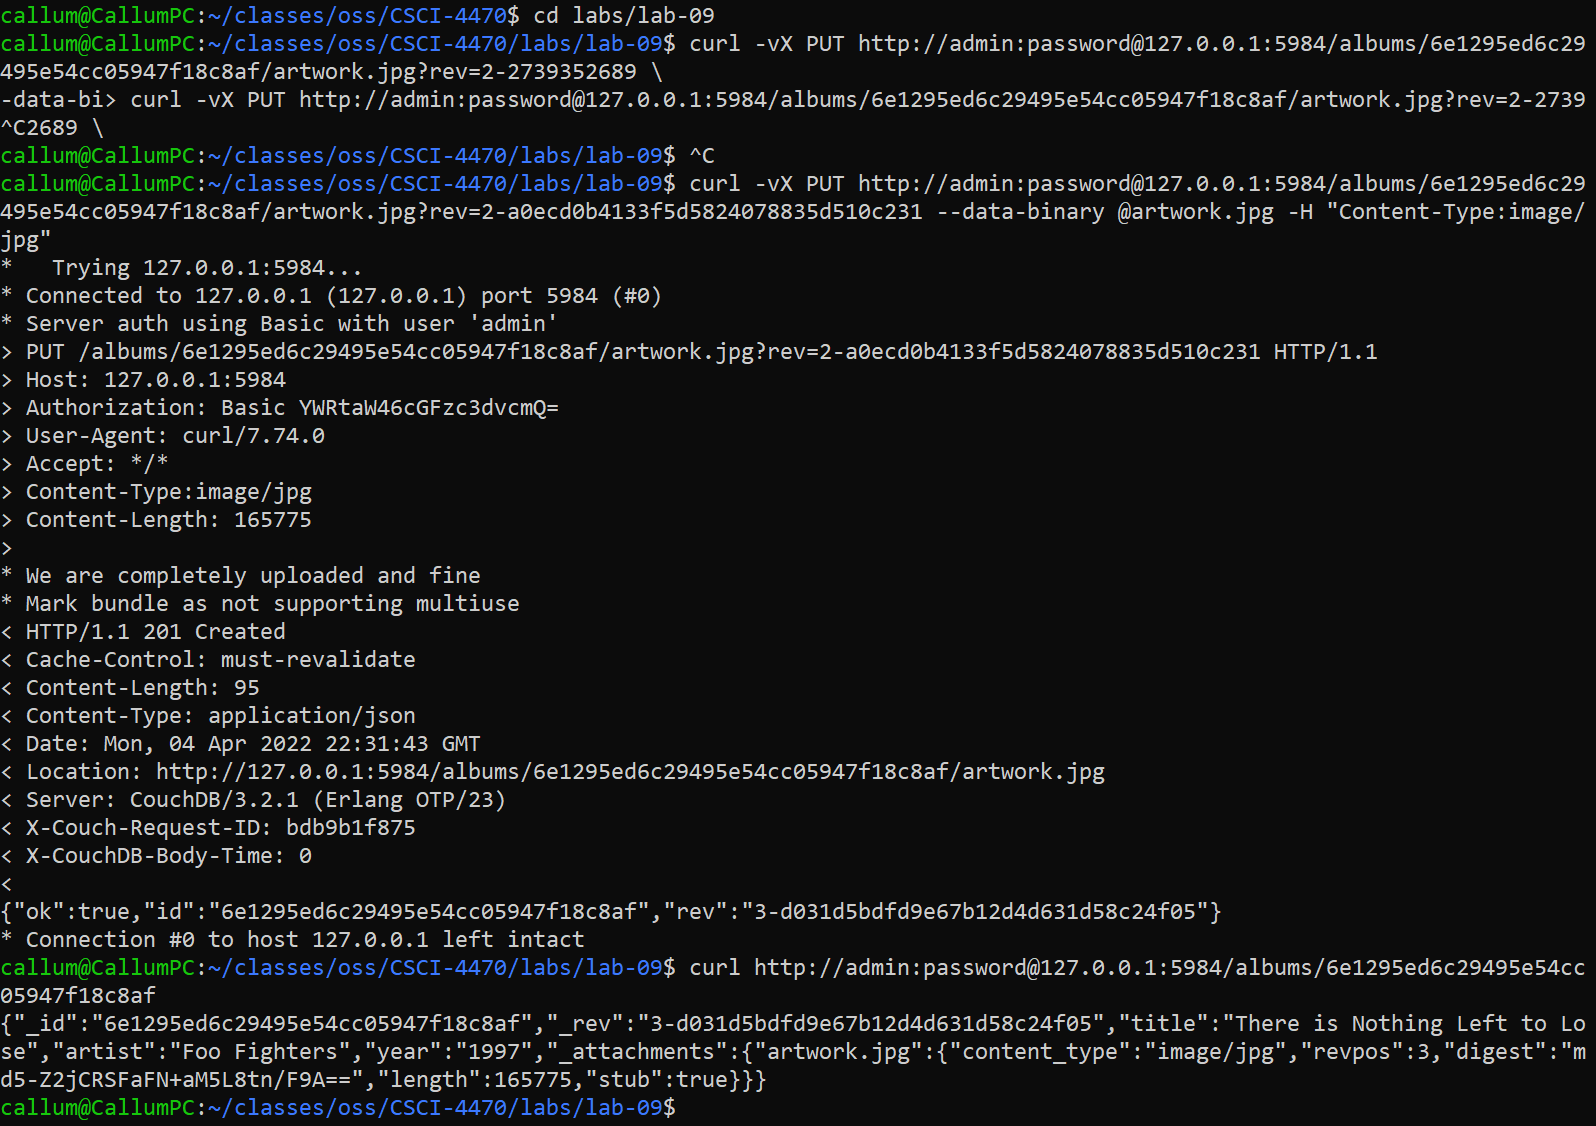 callum@CallumPC:~/classes/oss/CSCI-4470$ cd labs/lab-09
callum@CallumPC:~/classes/oss/CSCI-4470/labs/lab-09$ curl -vX PUT http://admin:password@127.0.0.1:5984/albums/6e1295ed6c29
495e54cc05947f18c8af/artwork.jpg?rev=2-2739352689 \
-data-bi> curl -vX PUT http://admin:password@127.0.0.1:5984/albums/6e1295ed6c29495e54cc05947f18c8af/artwork.jpg?rev=2-2739
^C2689 \
callum@CallumPC:~/classes/oss/CSCI-4470/labs/lab-09$ ^C
callum@CallumPC:~/classes/oss/CSCI-4470/labs/lab-09$ curl -vX PUT http://admin:password@127.0.0.1:5984/albums/6e1295ed6c29
495e54cc05947f18c8af/artwork.jpg?rev=2-a0ecd0b4133f5d5824078835d510c231 --data-binary @artwork.jpg -H "Content-Type:image/
jpg"
*   Trying 127.0.0.1:5984...
* Connected to 127.0.0.1 (127.0.0.1) port 5984 (#0)
* Server auth using Basic with user 'admin'
> PUT /albums/6e1295ed6c29495e54cc05947f18c8af/artwork.jpg?rev=2-a0ecd0b4133f5d5824078835d510c231 HTTP/1.1
> Host: 127.0.0.1:5984
> Authorization: Basic YWRtaW46cGFzc3dvcmQ=
> User-Agent: curl/7.74.0
> Accept: */*
> Content-Type:image/jpg
> Content-Length: 165775
>
* We are completely uploaded and fine
* Mark bundle as not supporting multiuse
< HTTP/1.1 201 Created
< Cache-Control: must-revalidate
< Content-Length: 95
< Content-Type: application/json
< Date: Mon, 04 Apr 2022 22:31:43 GMT
< Location: http://127.0.0.1:5984/albums/6e1295ed6c29495e54cc05947f18c8af/artwork.jpg
< Server: CouchDB/3.2.1 (Erlang OTP/23)
< X-Couch-Request-ID: bdb9b1f875
< X-CouchDB-Body-Time: 0
<
{"ok":true,"id":"6e1295ed6c29495e54cc05947f18c8af","rev":"3-d031d5bdfd9e67b12d4d631d58c24f05"}
* Connection #0 to host 127.0.0.1 left intact
callum@CallumPC:~/classes/oss/CSCI-4470/labs/lab-09$ curl http://admin:password@127.0.0.1:5984/albums/6e1295ed6c29495e54cc
05947f18c8af
{"_id":"6e1295ed6c29495e54cc05947f18c8af","_rev":"3-d031d5bdfd9e67b12d4d631d58c24f05","title":"There is Nothing Left to Lo
se","artist":"Foo Fighters","year":"1997","_attachments":{"artwork.jpg":{"content_type":"image/jpg","revpos":3,"digest":"m
d5-Z2jCRSFaFN+aM5L8tn/F9A==","length":165775,"stub":true}}}
callum@CallumPC:~/classes/oss/CSCI-4470/labs/lab-09$